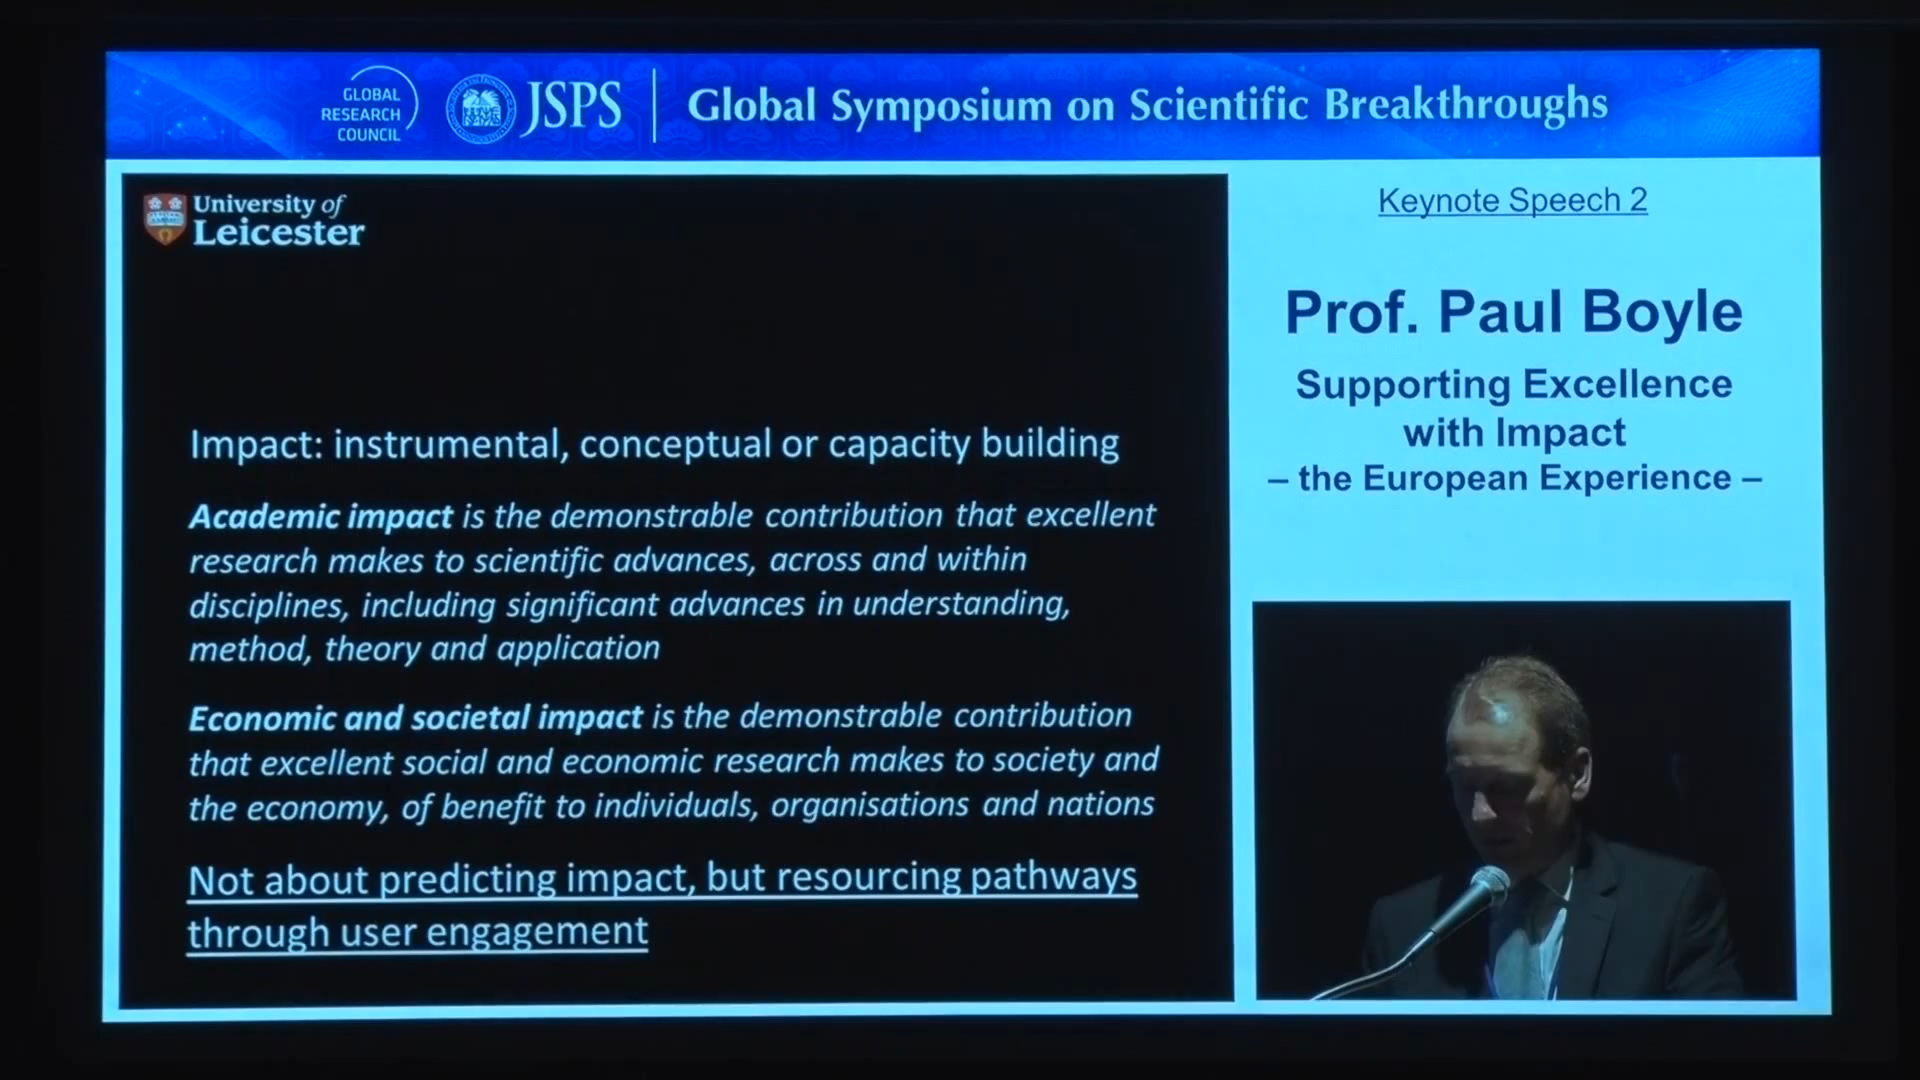 GLOBAL
RESEARCH
COUNCIL
JSPS
Global Symposium on Scientific Breakthroughs
University of
Leicester
Impact: instrumental, conceptual or capacity building
Academic impact is the demonstrable contribution that excellent
research makes to scientific advances, across and within
disciplines, including significant advances in understanding,
method, theory and application
Economic and societal impact is the demonstrable contribution
that excellent social and economic research makes to society and
the economy, of benefit to individuals, organisations and nations
Not about predicting impact, but resourcing pathways
through user engagement
Keynote Speech 2
Prof. Paul Boyle
Supporting Excellence
with Impact
– the European Experience –